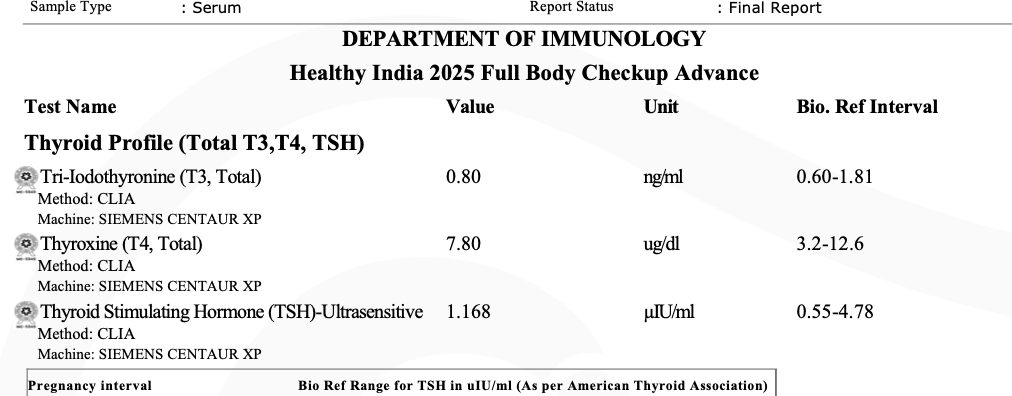 Sample Type : Serum Report Status : Final Report
DEPARTMENT OF IMMUNOLOGY
Healthy India 2025 Full Body Checkup Advance
Test Name Value Unit Bio. Ref Interval
Thyroid Profile (Total T3,T4, TSH)
Tri-Iodothyronine (T3, Total) 0.80 ng/ml 0.60-1.81
Method: CLIA
Machine: SIEMENS CENTAUR XP
Thyroxine (T4, Total) 7.80 ug/dl 3.2-12.6
Method: CLIA
Machine: SIEMENS CENTAUR XP
Thyroid Stimulating Hormone (TSH)-Ultrasensitive 1.168 µIU/ml 0.55-4.78
Method: CLIA
Machine: SIEMENS CENTAUR XP
Pregnancy interval Bio Ref Range for TSH in uIU/ml (As per American Thyroid Association)